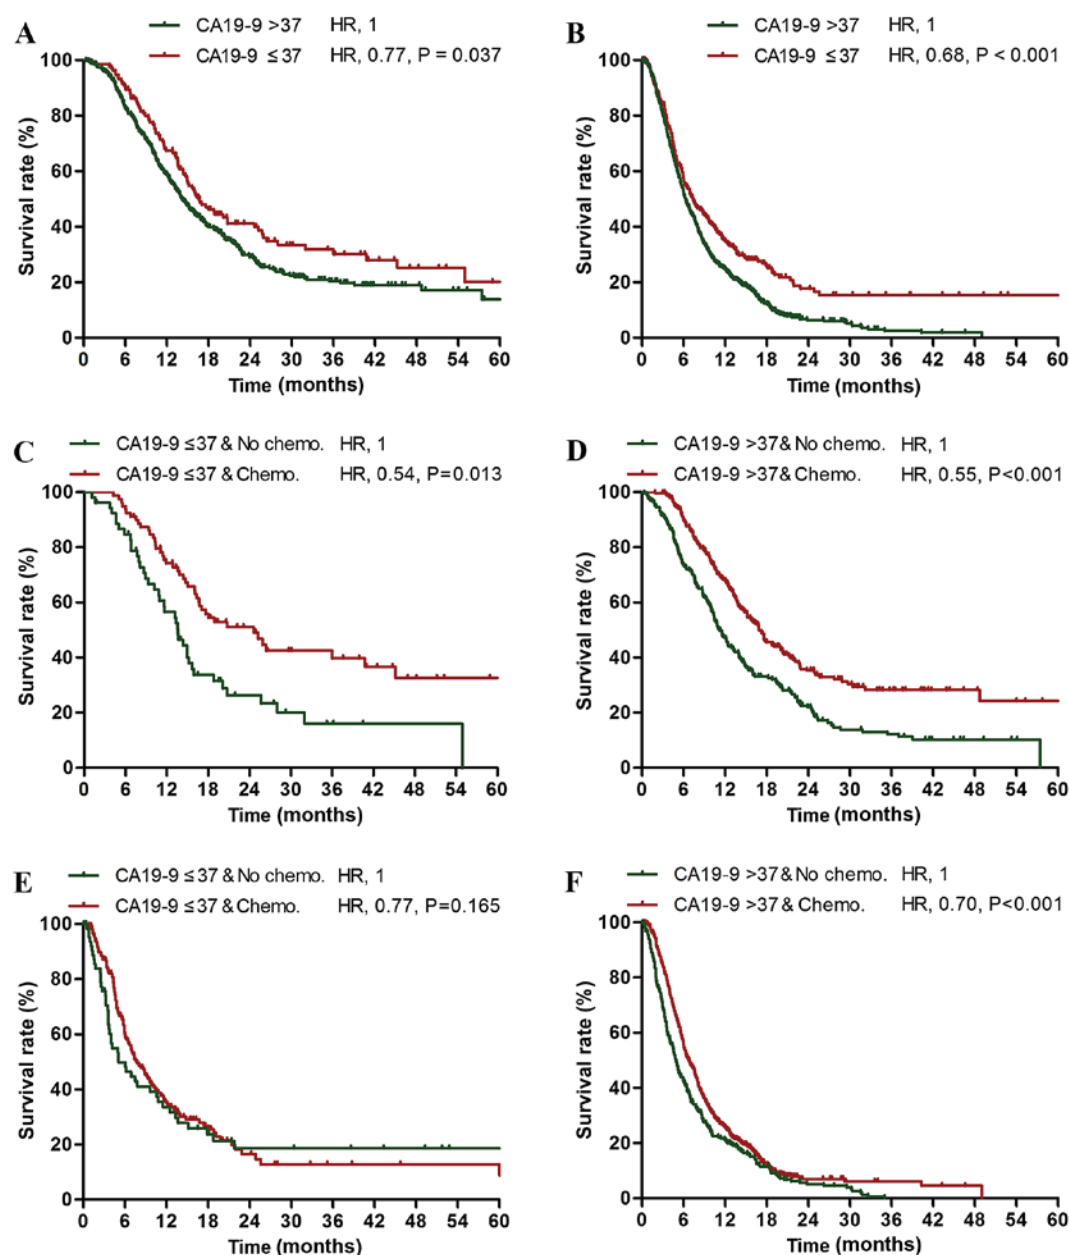 A
CA19-9 >37 HR, 1
CA19-9 ≤37 HR, 0.77, P = 0.037
100
80
60
40
20
0
Survival rate (%)
0 6 12 18 24 30 36 42 48 54 60
Time (months)
B
CA19-9 >37 HR, 1
CA19-9 ≤37 HR, 0.68, P < 0.001
100
80
60
40
20
0
Survival rate (%)
0 6 12 18 24 30 36 42 48 54 60
Time (months)
C
CA19-9 ≤37 & No chemo. HR, 1
CA19-9 ≤37 & Chemo. HR, 0.54, P=0.013
100
80
60
40
20
0
Survival rate (%)
0 6 12 18 24 30 36 42 48 54 60
Time (months)
D
CA19-9 >37 & No chemo. HR, 1
CA19-9 >37 & Chemo. HR, 0.55, P<0.001
100
80
60
40
20
0
Survival rate (%)
0 6 12 18 24 30 36 42 48 54 60
Time (months)
E
CA19-9 ≤37 & No chemo. HR, 1
CA19-9 ≤37 & Chemo. HR, 0.77, P=0.165
100
80
60
40
20
0
Survival rate (%)
0 6 12 18 24 30 36 42 48 54 60
Time (months)
F
CA19-9 >37 & No chemo. HR, 1
CA19-9 >37 & Chemo. HR, 0.70, P<0.001
100
80
60
40
20
0
Survival rate (%)
0 6 12 18 24 30 36 42 48 54 60
Time (months)